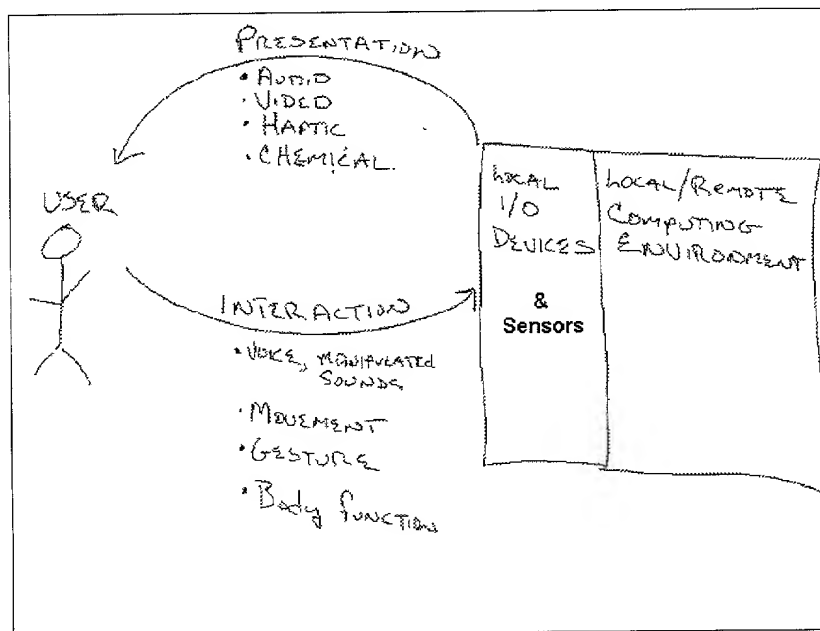 PRESENTATION
• AUDIO
• VIDEO
• HAPTIC
• CHEMICAL
USER
LOCAL
I/O
DEVICES
&
Sensors
LOCAL/REMOTE
COMPUTING
ENVIRONMENT
INTERACTION
• VOICE, MANIPULATED
SOUNDS
• MOVEMENT
• GESTURE
• Body FUNCTION